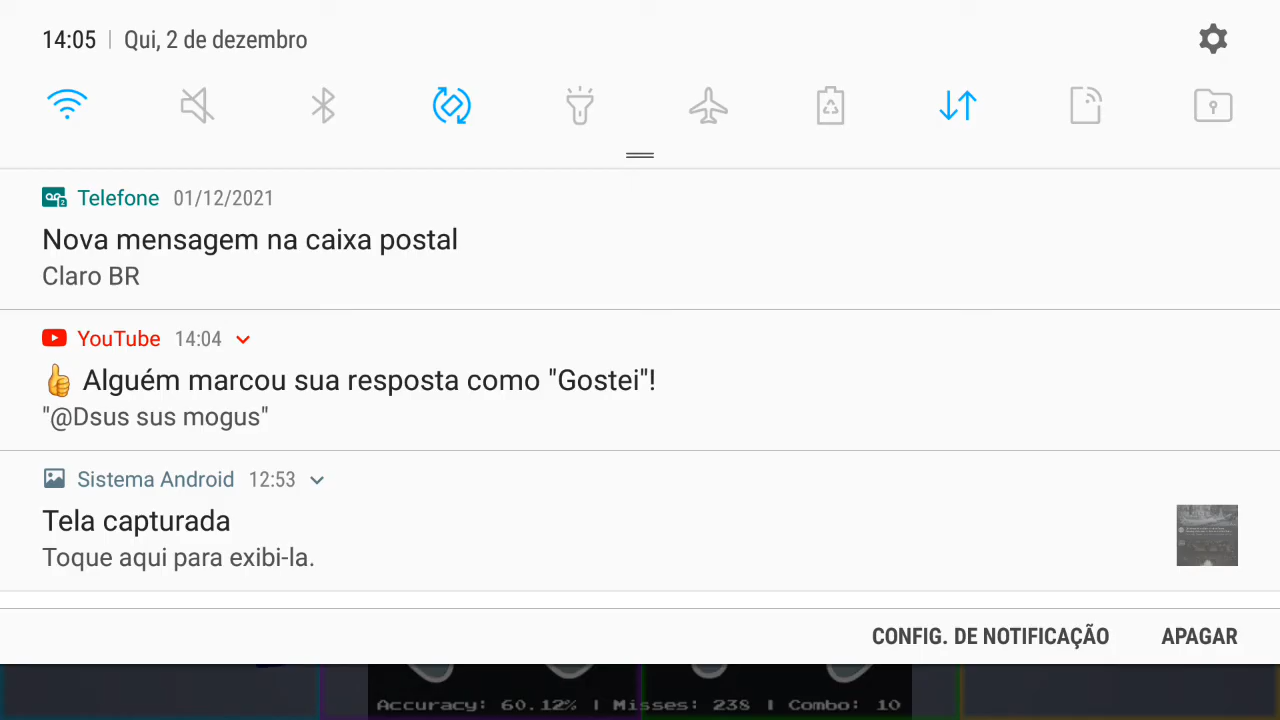 14:05 | Qui, 2 de dezembro
Telefone 01/12/2021
Nova mensagem na caixa postal
Claro BR
YouTube 14:04
👍 Alguém marcou sua resposta como "Gostei"!
"@Dsus sus mogus"
Sistema Android 12:53
Tela capturada
Toque aqui para exibi-la.
CONFIG. DE NOTIFICAÇÃO APAGAR
Accuracy: 60.12% | Misses: 238 | Combo: 10